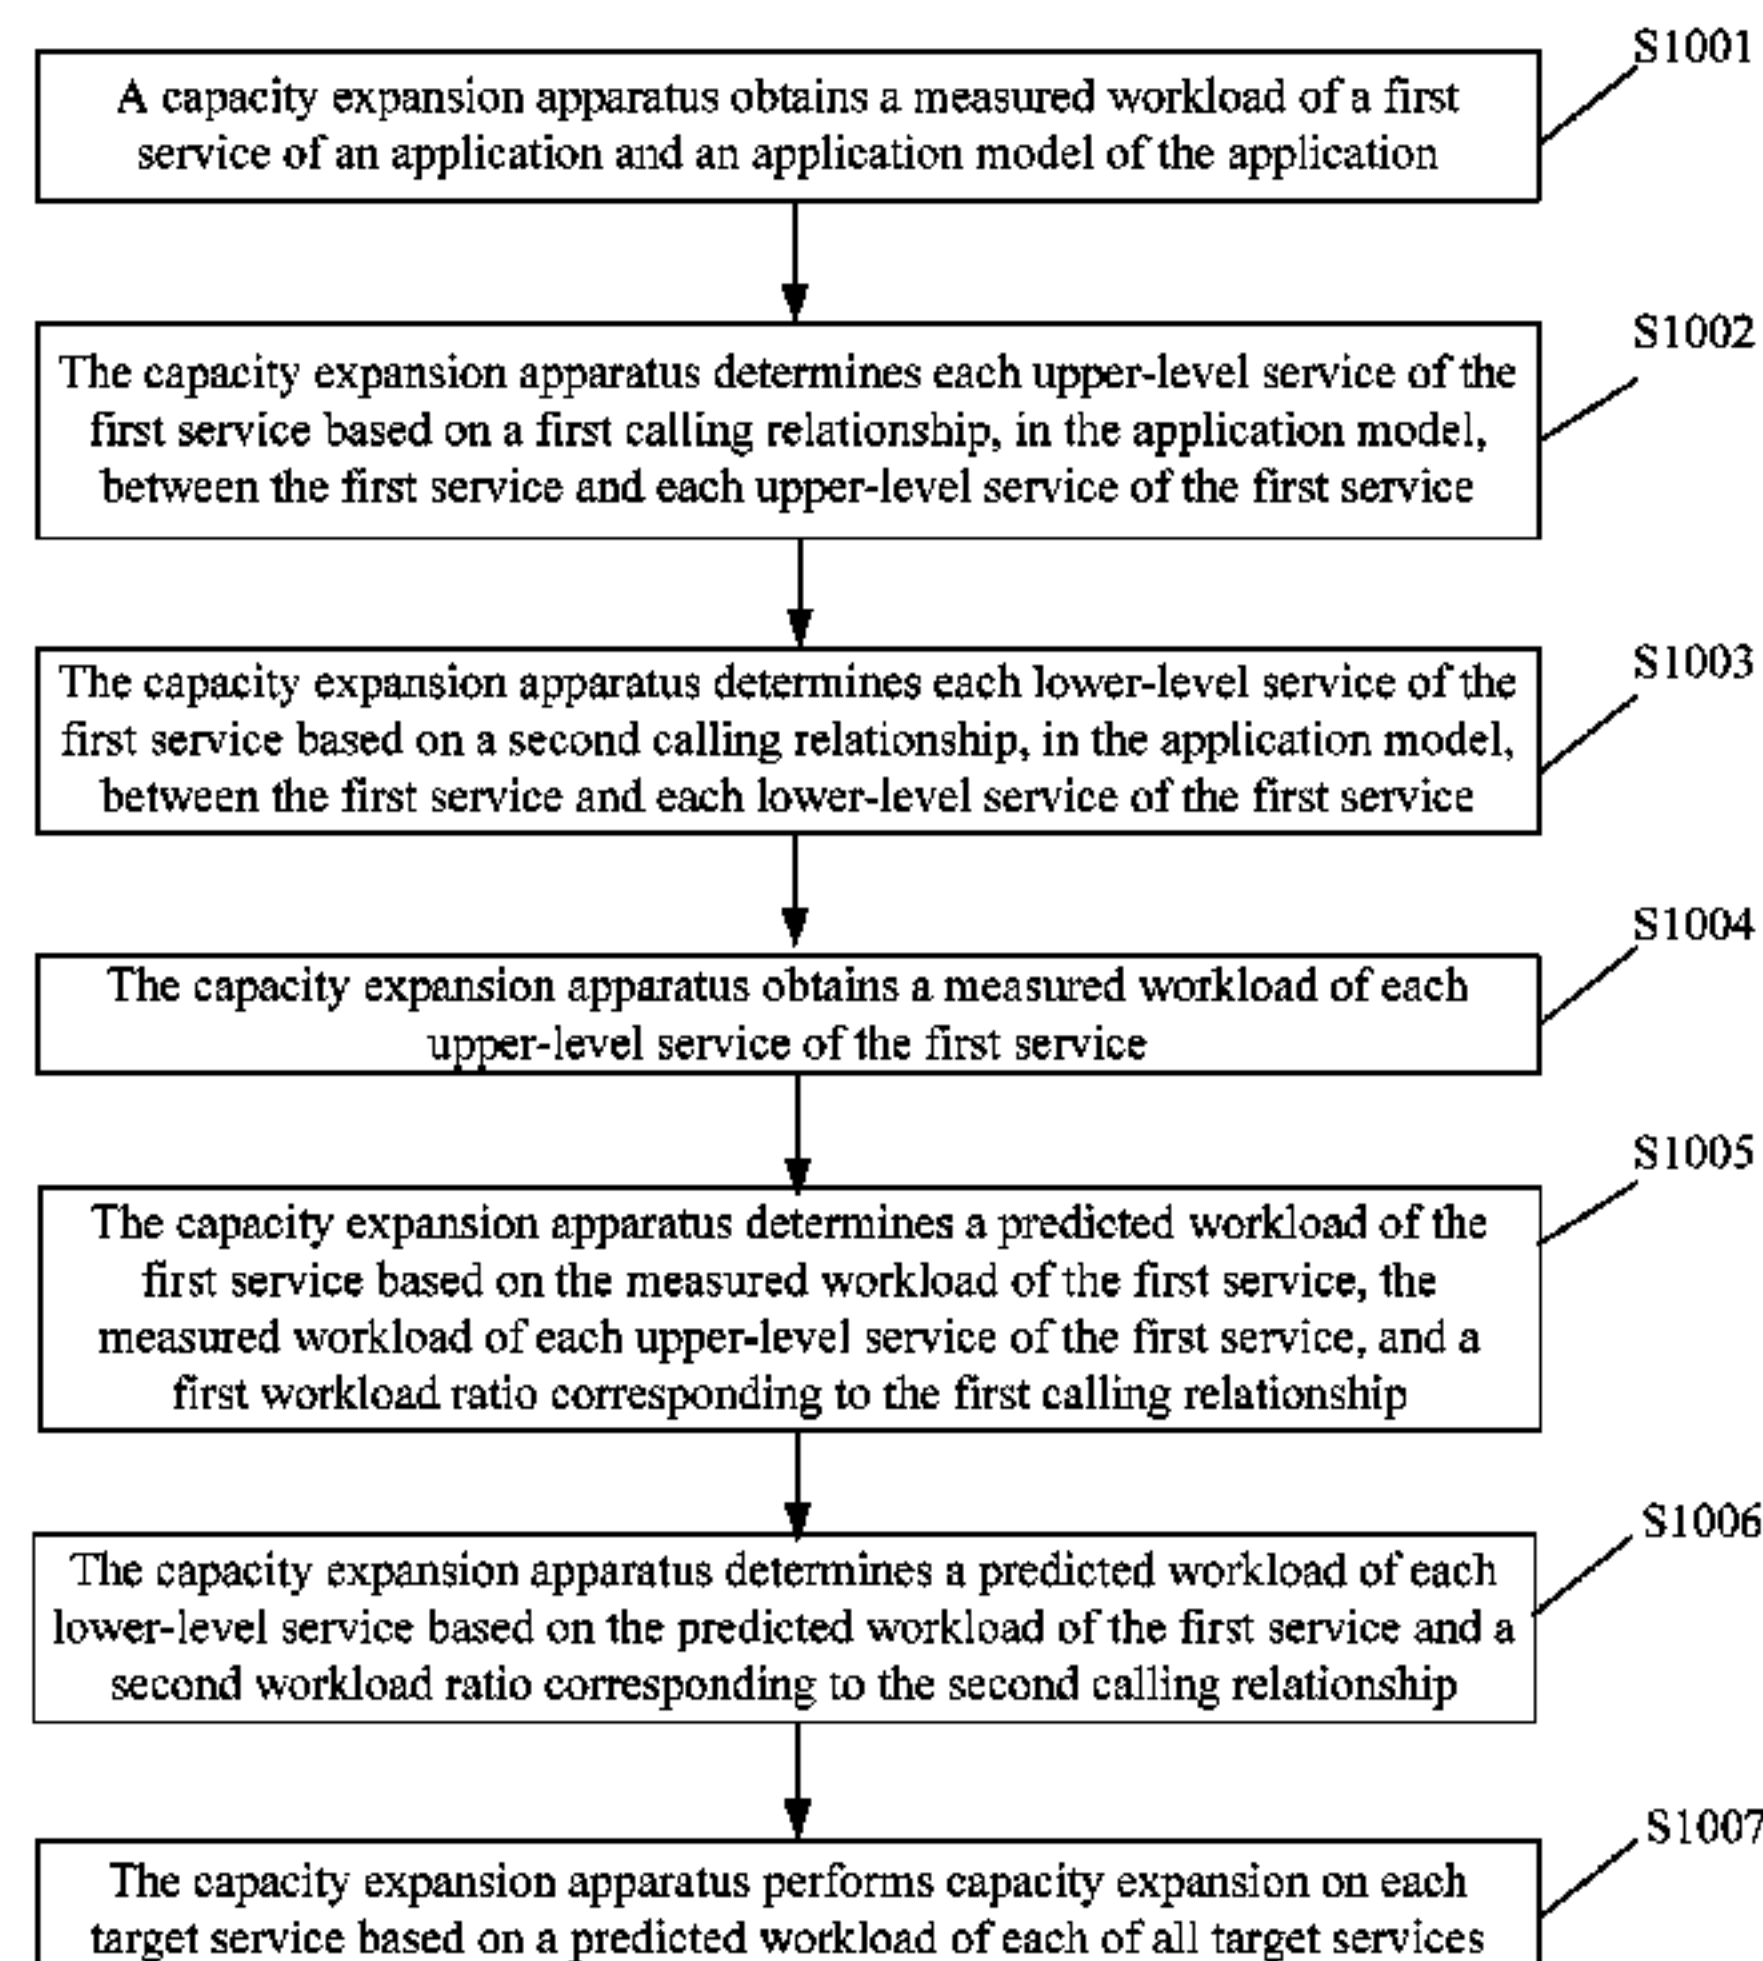 S1001
A capacity expansion apparatus obtains a measured workload of a first
service of an application and an application model of the application
S1002
The capacity expansion apparatus determines each upper-level service of the
first service based on a first calling relationship, in the application model,
between the first service and each upper-level service of the first service
S1003
The capacity expansion apparatus determines each lower-level service of the
first service based on a second calling relationship, in the application model,
between the first service and each lower-level service of the first service
S1004
The capacity expansion apparatus obtains a measured workload of each
upper-level service of the first service
S1005
The capacity expansion apparatus determines a predicted workload of the
first service based on the measured workload of the first service, the
measured workload of each upper-level service of the first service, and a
first workload ratio corresponding to the first calling relationship
S1006
The capacity expansion apparatus determines a predicted workload of each
lower-level service based on the predicted workload of the first service and a
second workload ratio corresponding to the second calling relationship
S1007
The capacity expansion apparatus performs capacity expansion on each
target service based on a predicted workload of each of all target services